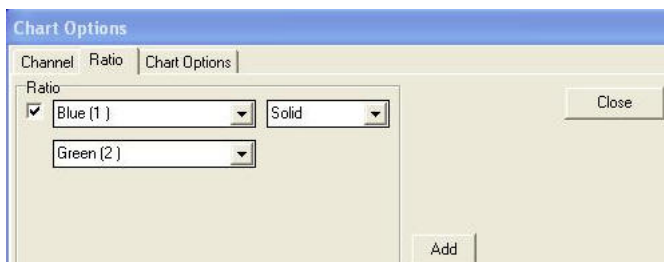 Chart Options
Channel Ratio Chart Options
Ratio
Blue (1 ) Solid Close
Green (2 )
Add